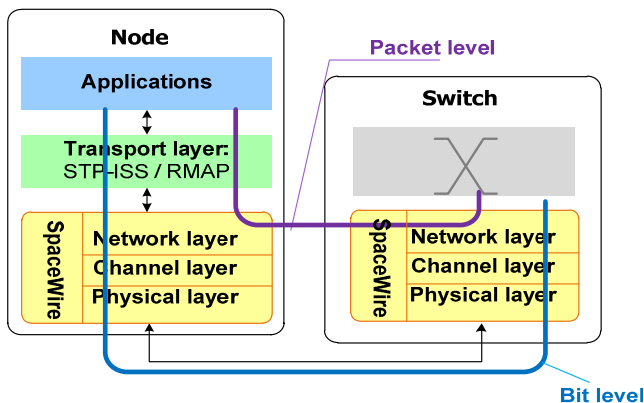 Node
Packet level
Applications
Switch
Transport layer:
STP-ISS / RMAP
SpaceWire
Network layer
Channel layer
Physical layer
SpaceWire
Network layer
Channel layer
Physical layer
Bit level